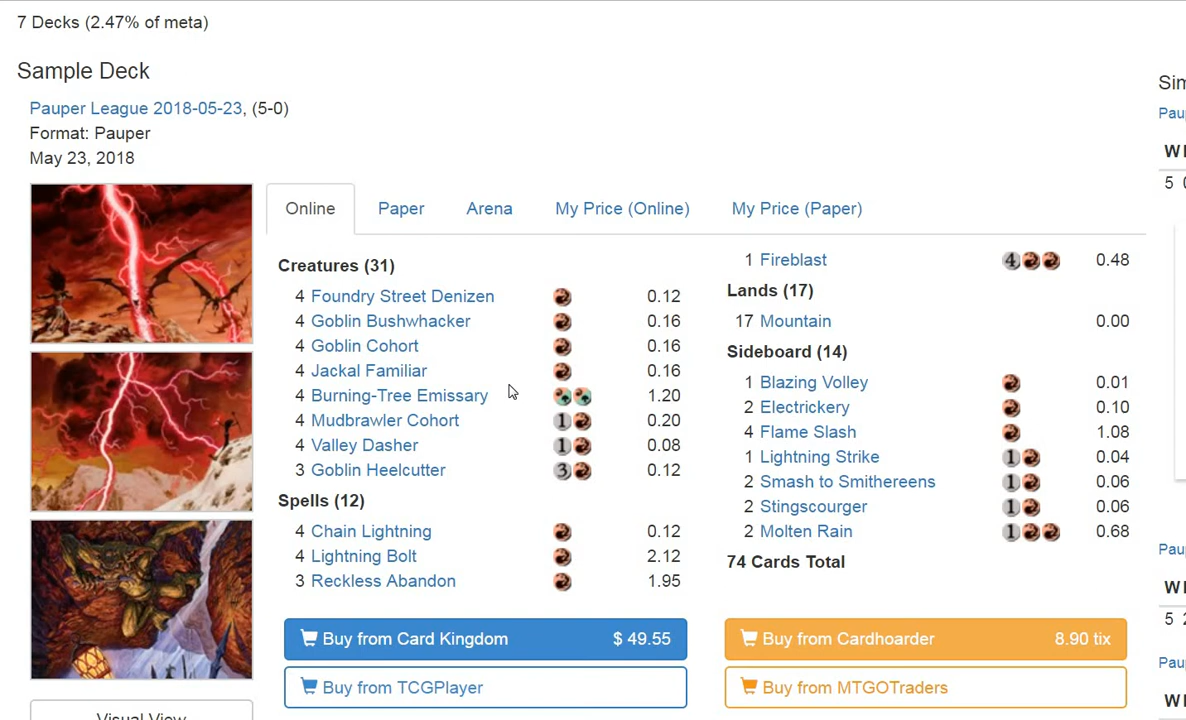 7 Decks (2.47% of meta)
Sample Deck
Pauper League 2018-05-23, (5-0)
Format: Pauper
May 23, 2018
Online Paper Arena My Price (Online) My Price (Paper)
Creatures (31)
4 Foundry Street Denizen 0.12
4 Goblin Bushwhacker 0.16
4 Goblin Cohort 0.16
4 Jackal Familiar 0.16
4 Burning-Tree Emissary 1.20
4 Mudbrawler Cohort 1 0.20
4 Valley Dasher 1 0.08
3 Goblin Heelcutter 3 0.12
Spells (12)
4 Chain Lightning 0.12
4 Lightning Bolt 2.12
3 Reckless Abandon 1.95
1 Fireblast 4 0.48
Lands (17)
17 Mountain 0.00
Sideboard (14)
1 Blazing Volley 0.01
2 Electrickery 0.10
4 Flame Slash 1.08
1 Lightning Strike 1 0.04
2 Smash to Smithereens 1 0.06
2 Stingscourger 1 0.06
2 Molten Rain 1 0.68
74 Cards Total
Buy from Card Kingdom $ 49.55
Buy from Cardhoarder 8.90 tix
Buy from TCGPlayer
Buy from MTGOTraders
Visual View